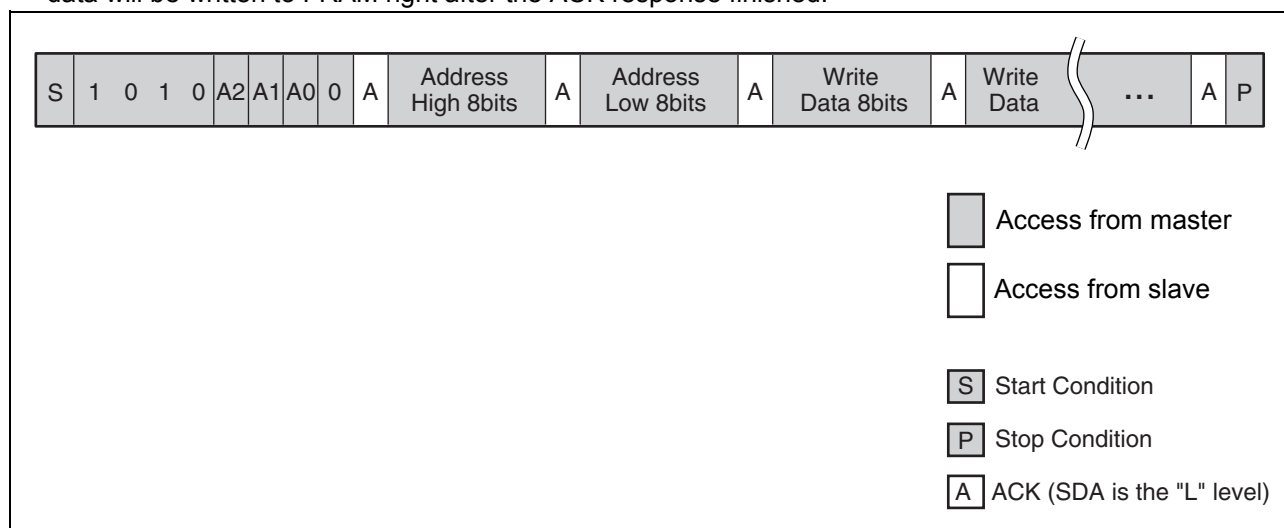 data will be written to FRAM right after the ACK response finished.
S 1 0 1 0 A2 A1 A0 0 A Address High 8bits A Address Low 8bits A Write Data 8bits A Write Data ... A P
Access from master
Access from slave
S Start Condition
P Stop Condition
A ACK (SDA is the "L" level)